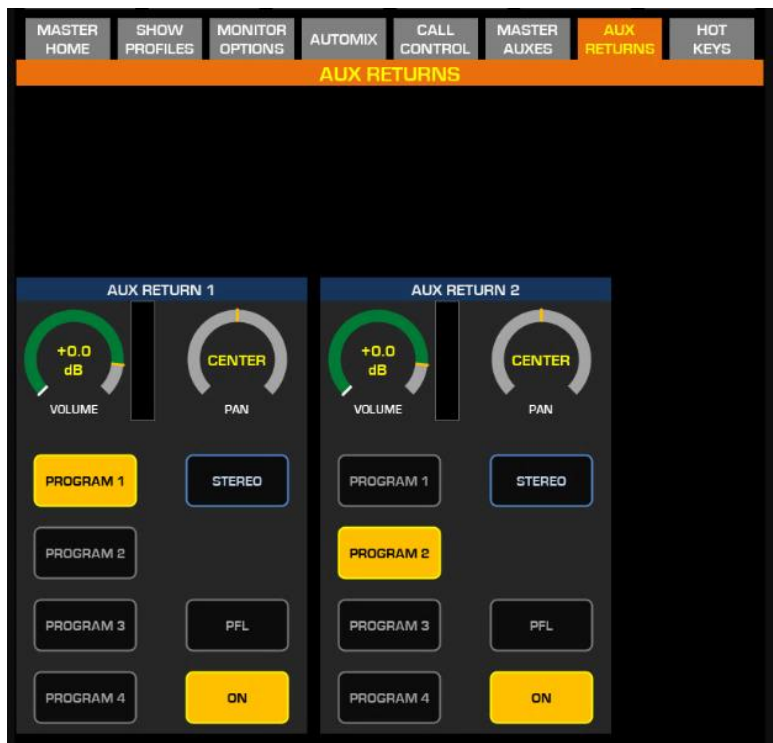 MASTER HOME
SHOW PROFILES
MONITOR OPTIONS
AUTOMIX
CALL CONTROL
MASTER AUXES
AUX RETURNS
HOT KEYS
AUX RETURNS
AUX RETURN 1
+0.0 dB
CENTER
VOLUME
PAN
PROGRAM 1
STEREO
PROGRAM 2
PROGRAM 3
PFL
PROGRAM 4
ON
AUX RETURN 2
+0.0 dB
CENTER
VOLUME
PAN
PROGRAM 1
STEREO
PROGRAM 2
PROGRAM 3
PFL
PROGRAM 4
ON